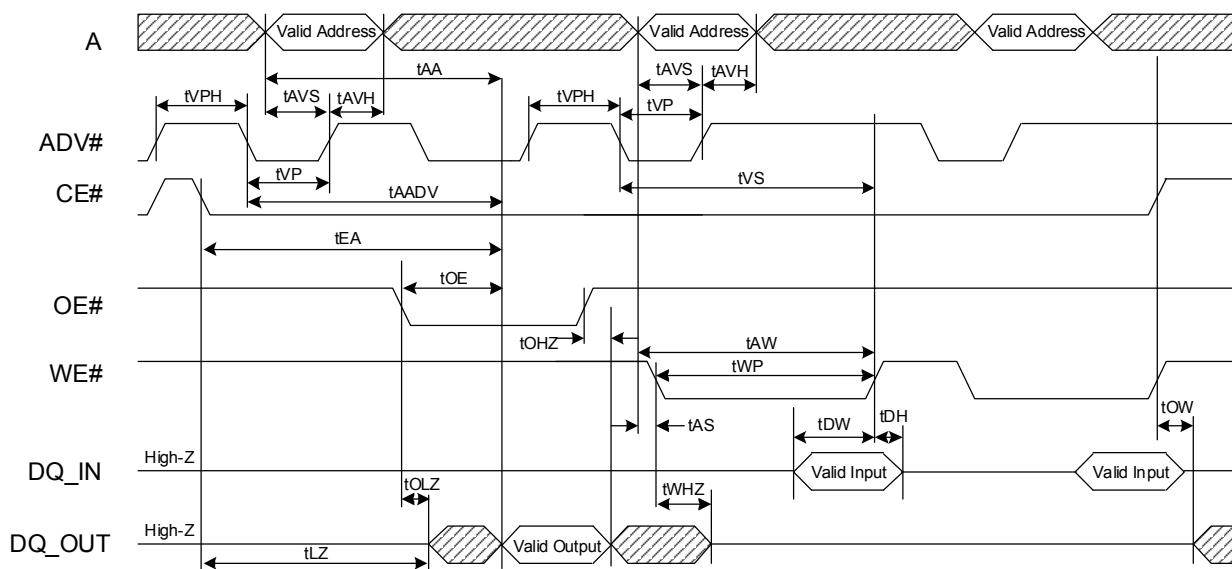 A
Valid Address
Valid Address
Valid Address
tAA
tAVS
tAVH
tVPH
tAVS
tAVH
tVPH
tVP
ADV#
tVP
tVS
CE#
tAADV
tEA
tOE
OE#
tOHZ
tAW
WE#
tWP
tAS
tDW
tDH
tOW
DQ_IN
High-Z
Valid Input
Valid Input
tOLZ
tWHZ
DQ_OUT
High-Z
Valid Output
tLZ